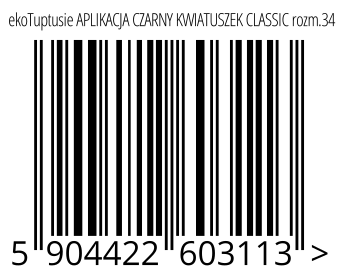 ekoTuptusie APLIKACJA CZARNY KWIATUSZEK CLASSIC rozm.34
5 904422 603113 >